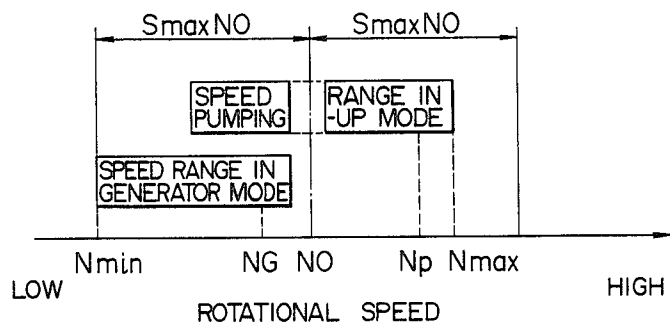 SmaxNO SmaxNO
SPEED RANGE IN
PUMPING -UP MODE
SPEED RANGE IN
GENERATOR MODE
Nmin NG NO Np Nmax
LOW HIGH
ROTATIONAL SPEED